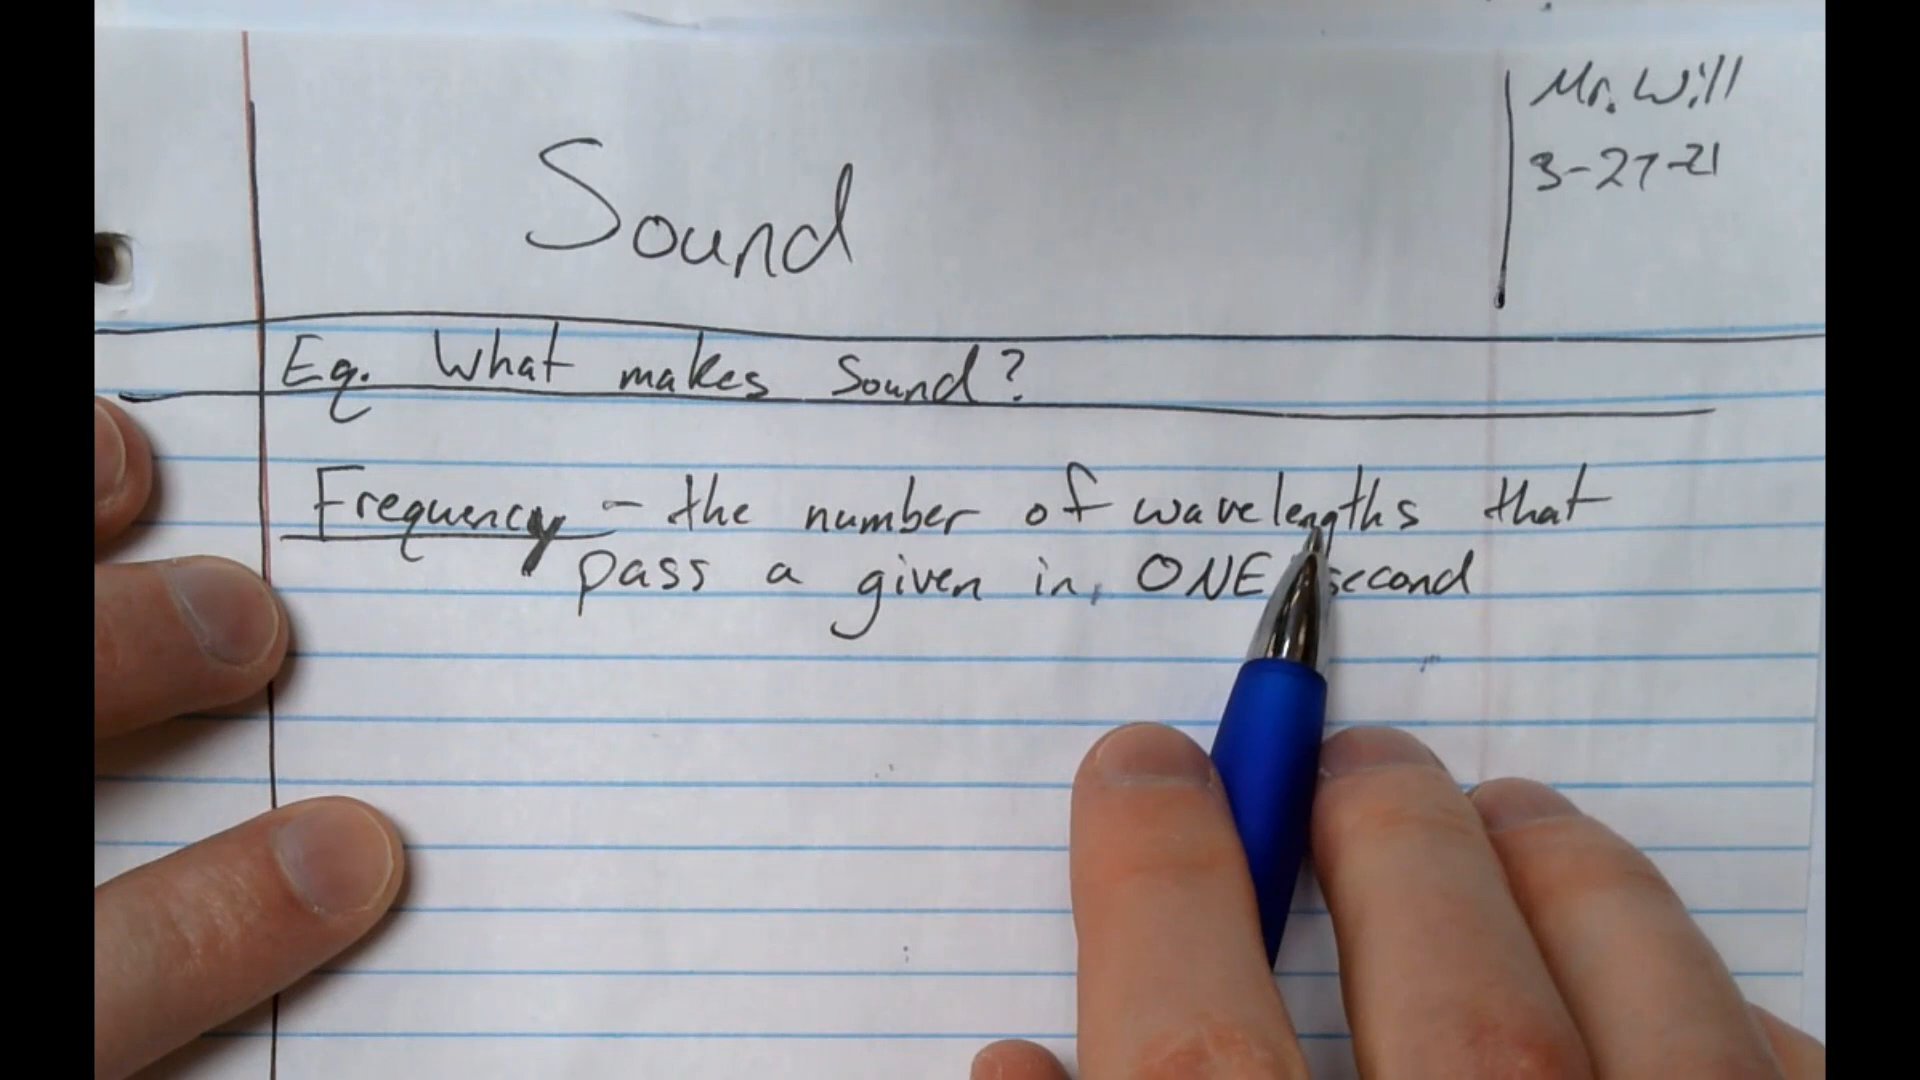 Mr. Will
3-27-21
Sound
Eq. What makes Sound?
Frequency - the number of wavelengths that
pass a given in, ONE second